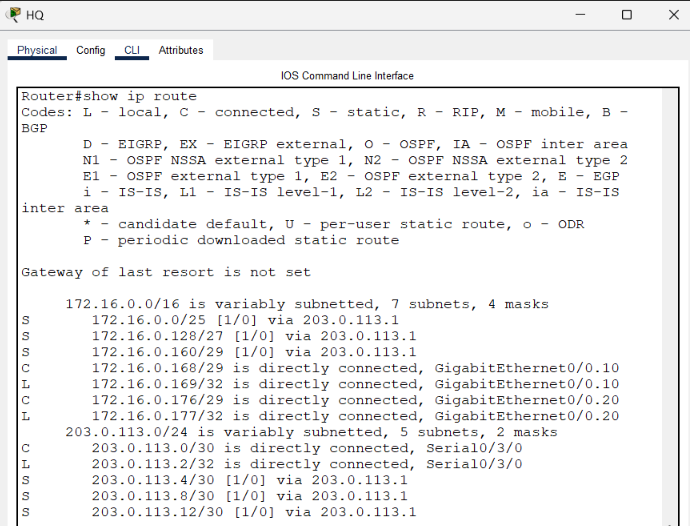 HQ
Physical Config CLI Attributes
IOS Command Line Interface
Router#show ip route
Codes: L - local, C - connected, S - static, R - RIP, M - mobile, B -
BGP
       D - EIGRP, EX - EIGRP external, O - OSPF, IA - OSPF inter area
       N1 - OSPF NSSA external type 1, N2 - OSPF NSSA external type 2
       E1 - OSPF external type 1, E2 - OSPF external type 2, E - EGP
       i - IS-IS, L1 - IS-IS level-1, L2 - IS-IS level-2, ia - IS-IS
inter area
       * - candidate default, U - per-user static route, o - ODR
       P - periodic downloaded static route
Gateway of last resort is not set
     172.16.0.0/16 is variably subnetted, 7 subnets, 4 masks
S       172.16.0.0/25 [1/0] via 203.0.113.1
S       172.16.0.128/27 [1/0] via 203.0.113.1
S       172.16.0.160/29 [1/0] via 203.0.113.1
C       172.16.0.168/29 is directly connected, GigabitEthernet0/0.10
L       172.16.0.169/32 is directly connected, GigabitEthernet0/0.10
C       172.16.0.176/29 is directly connected, GigabitEthernet0/0.20
L       172.16.0.177/32 is directly connected, GigabitEthernet0/0.20
     203.0.113.0/24 is variably subnetted, 5 subnets, 2 masks
C       203.0.113.0/30 is directly connected, Serial0/3/0
L       203.0.113.2/32 is directly connected, Serial0/3/0
S       203.0.113.4/30 [1/0] via 203.0.113.1
S       203.0.113.8/30 [1/0] via 203.0.113.1
S       203.0.113.12/30 [1/0] via 203.0.113.1